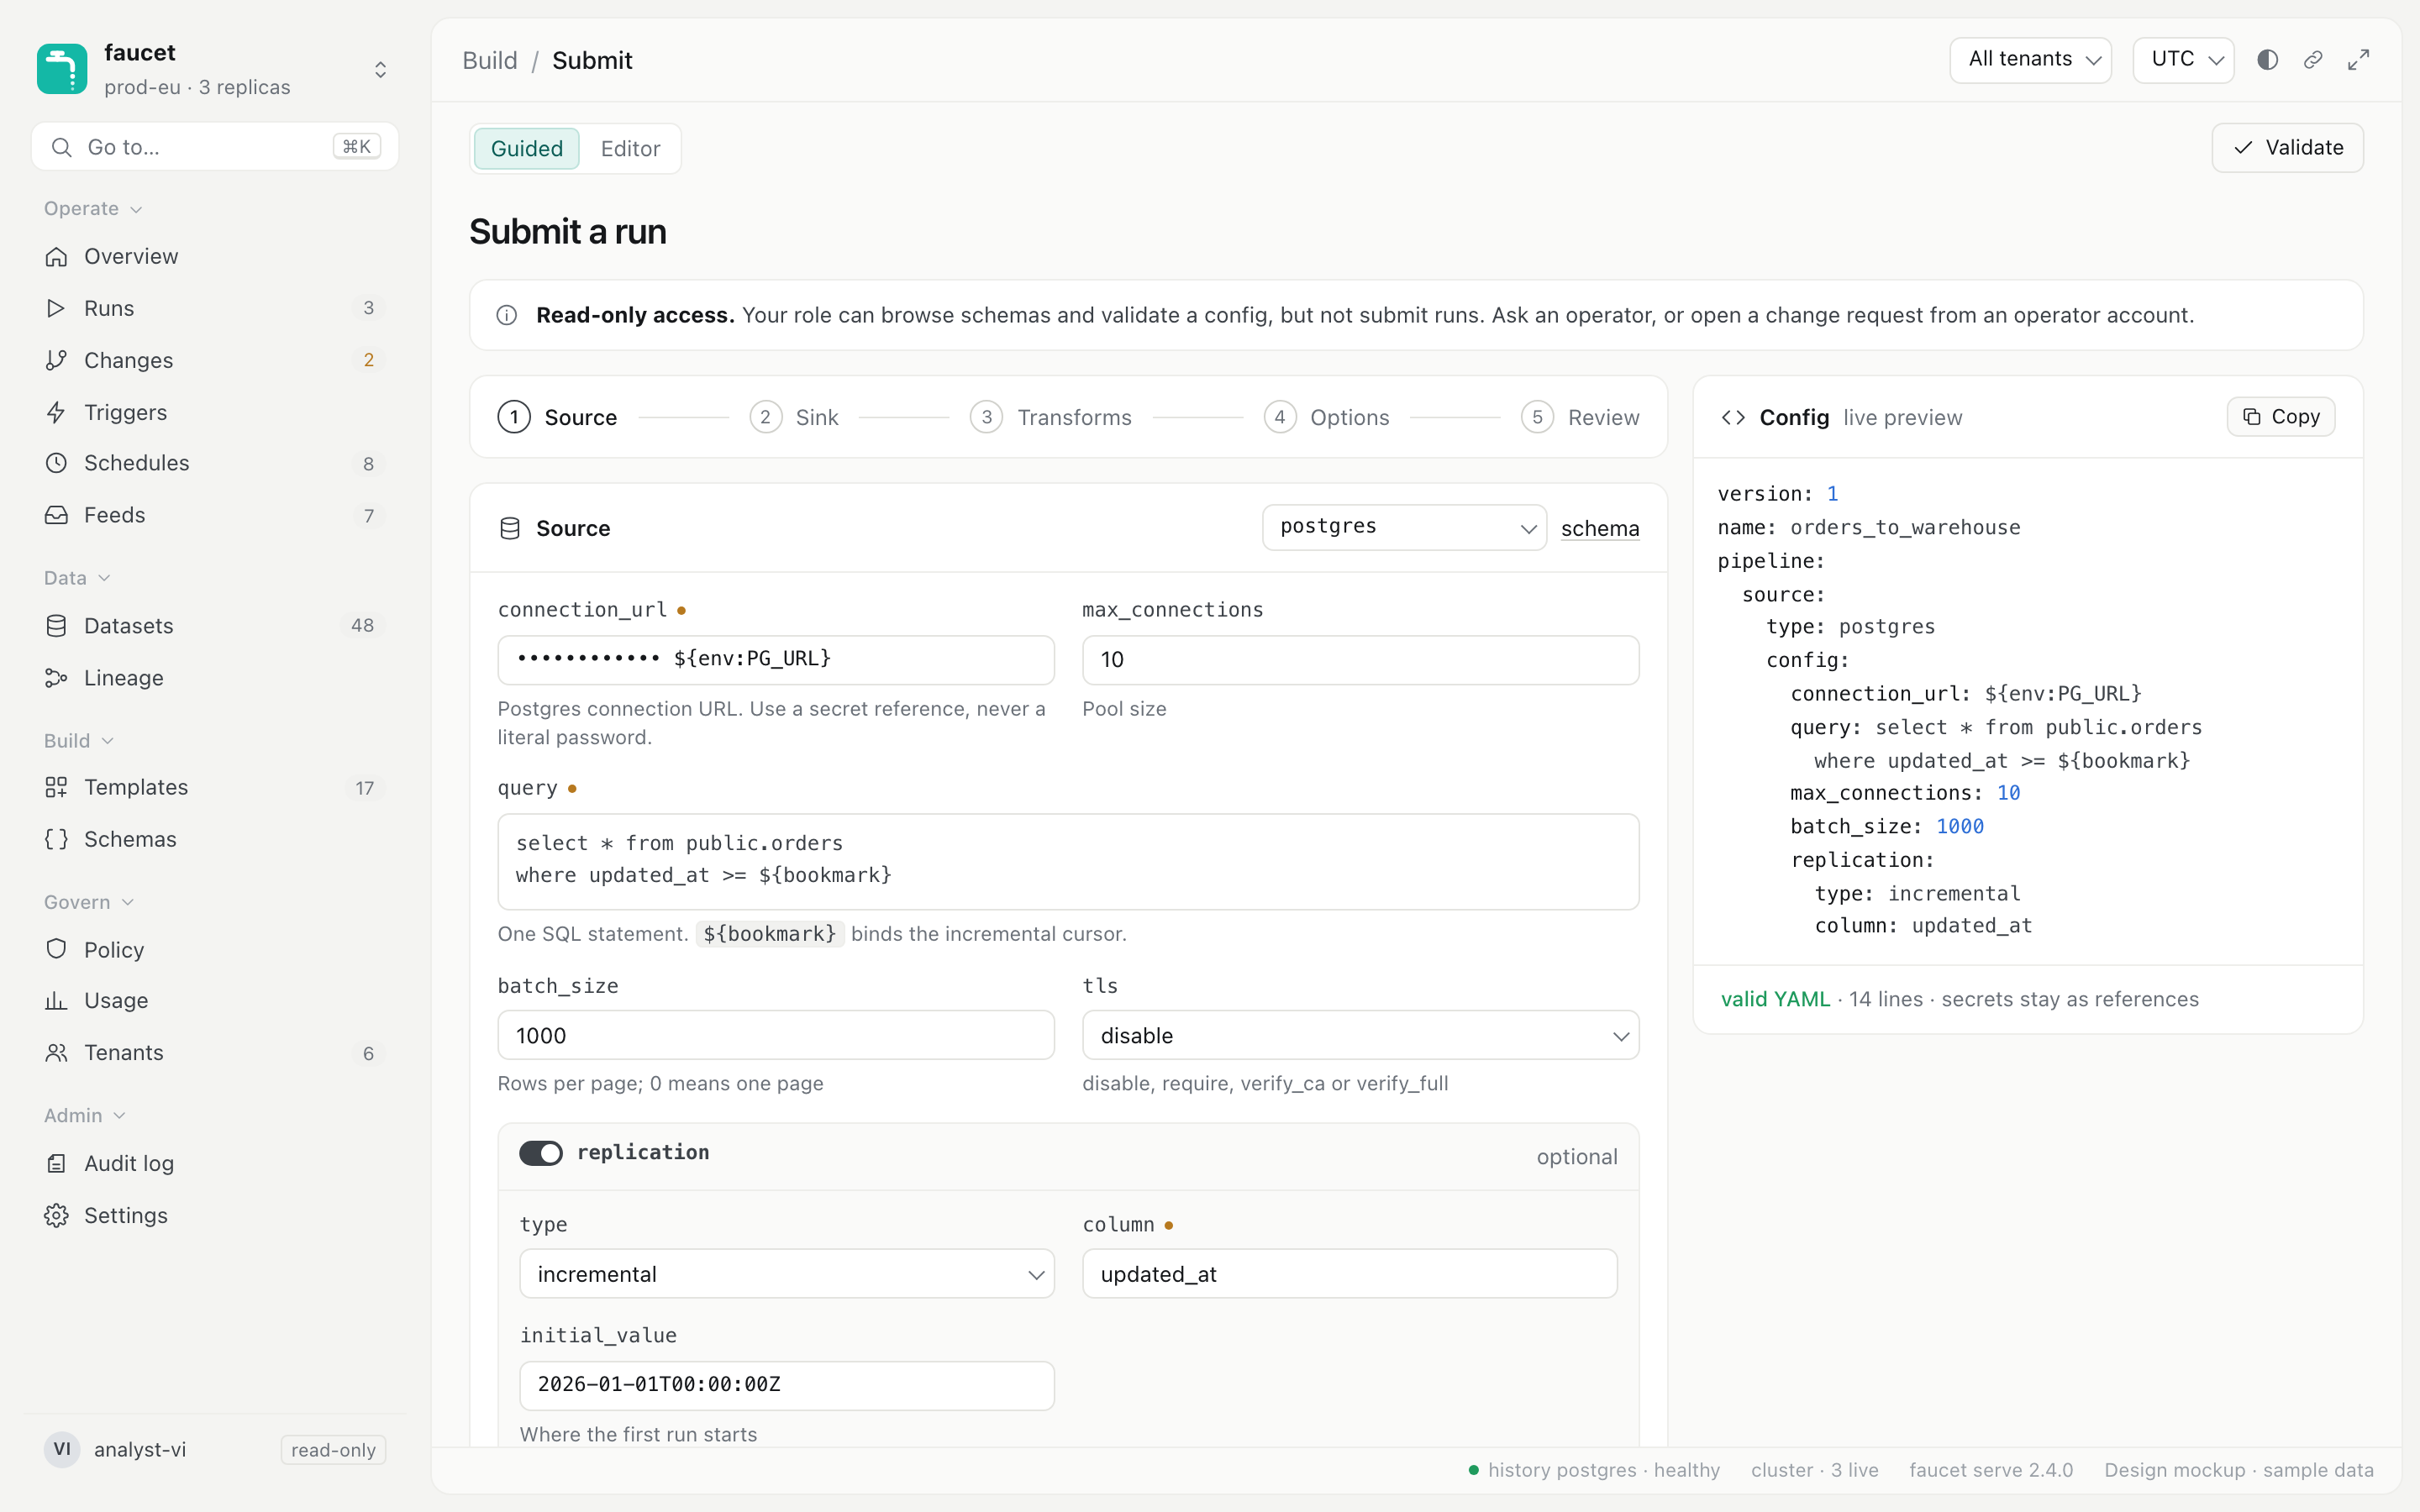 faucet
prod-eu · 3 replicas
Go to...
⌘K
Operate
Overview
Runs 3
Changes 2
Triggers
Schedules 8
Feeds 7
Data
Datasets 48
Lineage
Build
Templates 17
Schemas
Govern
Policy
Usage
Tenants 6
Admin
Audit log
Settings
VI analyst-vi read-only
Build / Submit
All tenants
UTC
Guided Editor
Validate
Submit a run
Read-only access. Your role can browse schemas and validate a config, but not submit runs. Ask an operator, or open a change request from an operator account.
1 Source 2 Sink 3 Transforms 4 Options 5 Review
Source
postgres
schema
connection_url
•••••••••••• ${env:PG_URL}
Postgres connection URL. Use a secret reference, never a
literal password.
max_connections
10
Pool size
query
select * from public.orders
where updated_at >= ${bookmark}
One SQL statement. ${bookmark} binds the incremental cursor.
batch_size
1000
Rows per page; 0 means one page
tls
disable
disable, require, verify_ca or verify_full
replication
optional
type
incremental
column
updated_at
initial_value
2026-01-01T00:00:00Z
Where the first run starts
Config live preview
Copy
version: 1
name: orders_to_warehouse
pipeline:
source:
type: postgres
config:
connection_url: ${env:PG_URL}
query: select * from public.orders
where updated_at >= ${bookmark}
max_connections: 10
batch_size: 1000
replication:
type: incremental
column: updated_at
valid YAML · 14 lines · secrets stay as references
history postgres · healthy
cluster · 3 live
faucet serve 2.4.0
Design mockup · sample data